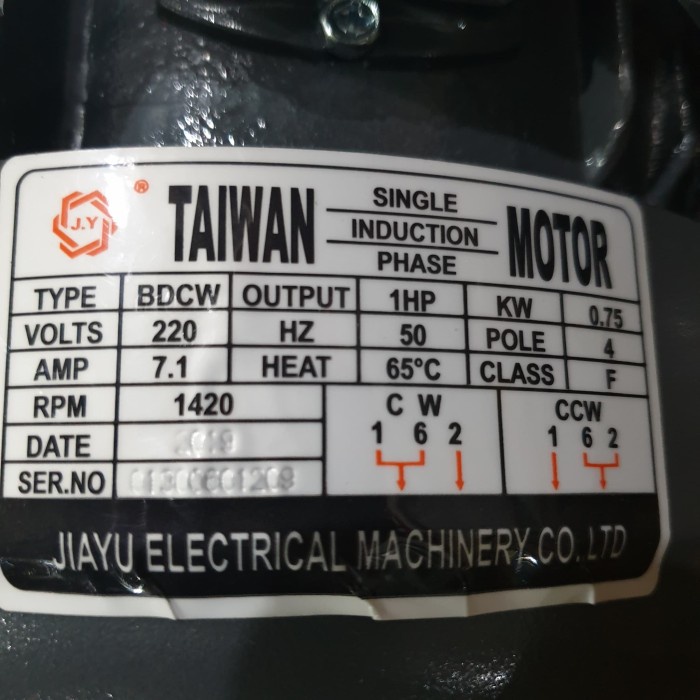 J.Y ®
TAIWAN SINGLE INDUCTION PHASE MOTOR
TYPE BDCW OUTPUT 1HP KW 0.75
VOLTS 220 HZ 50 POLE 4
AMP 7.1 HEAT 65°C CLASS F
RPM 1420 CW CCW
1 6 2 1 6 2
DATE 2019
SER.NO
JIAYU ELECTRICAL MACHINERY CO. LTD